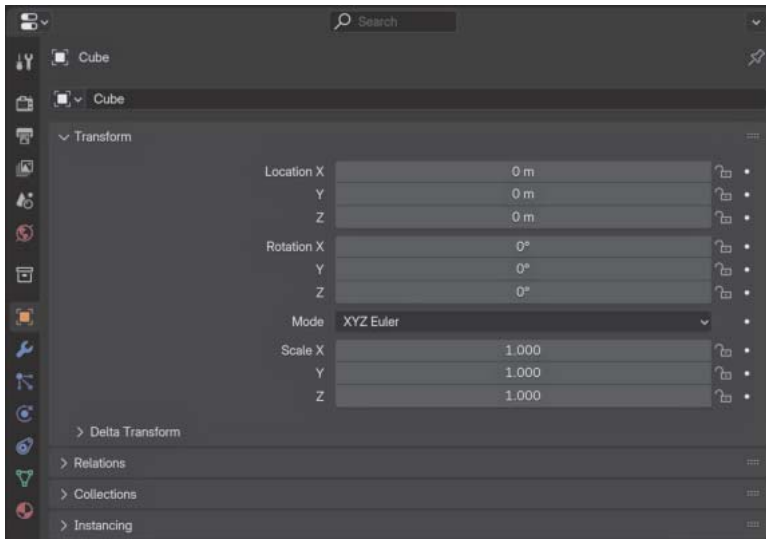 Search
Cube
Cube
Transform
Location X 0 m
Y 0 m
Z 0 m
Rotation X 0°
Y 0°
Z 0°
Mode XYZ Euler
Scale X 1.000
Y 1.000
Z 1.000
Delta Transform
Relations
Collections
Instancing